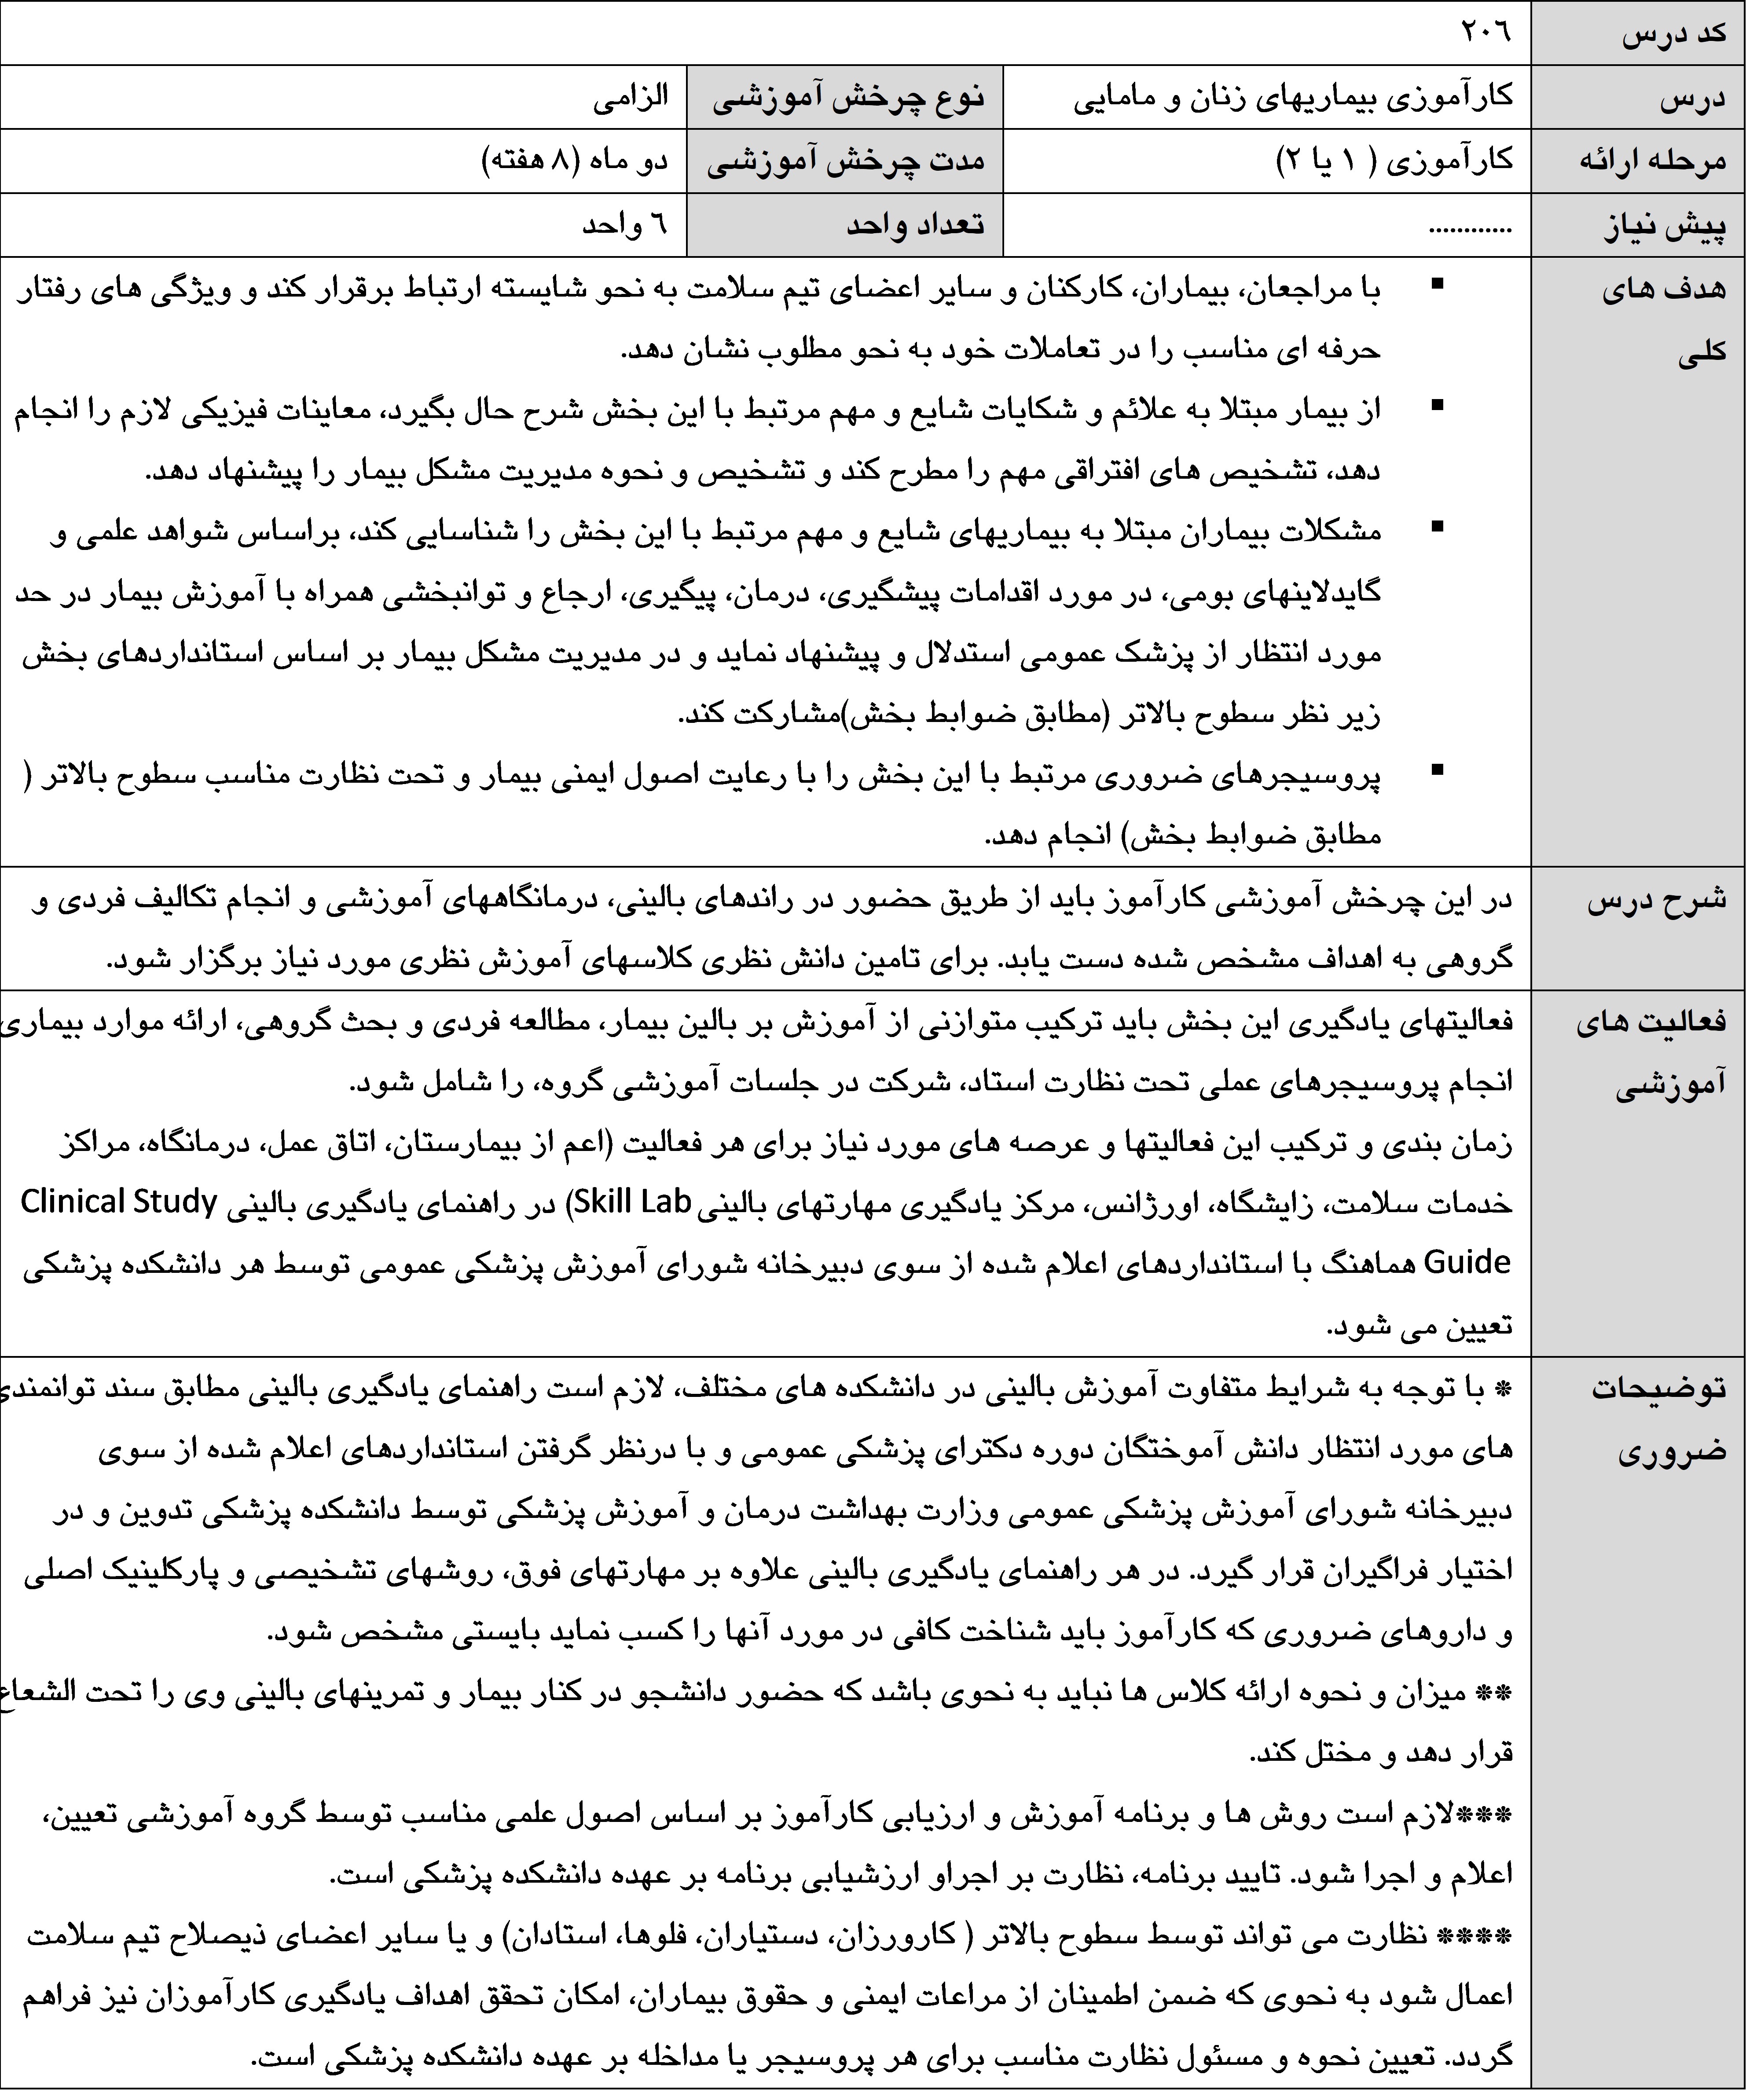 کد درس ۲۰۶
درس کارآموزی بیماریهای زنان و مامایی نوع چرخش آموزشی الزامی
مرحله ارائه کارآموزی ( ۱ یا ۲) مدت چرخش آموزشی دو ماه (۸ هفته)
پیش نیاز ............ تعداد واحد ۶ واحد
هدف های
کلی
▪ با مراجعان، بیماران، کارکنان و سایر اعضای تیم سلامت به نحو شایسته ارتباط برقرار کند و ویژگی های رفتار
حرفه ای مناسب را در تعاملات خود به نحو مطلوب نشان دهد.
▪ از بیمار مبتلا به علائم و شکایات شایع و مهم مرتبط با این بخش شرح حال بگیرد، معاینات فیزیکی لازم را انجام
دهد، تشخیص های افتراقی مهم را مطرح کند و تشخیص و نحوه مدیریت مشکل بیمار را پیشنهاد دهد.
▪ مشکلات بیماران مبتلا به بیماریهای شایع و مهم مرتبط با این بخش را شناسایی کند، براساس شواهد علمی و
گایدلاینهای بومی، در مورد اقدامات پیشگیری، درمان، پیگیری، ارجاع و توانبخشی همراه با آموزش بیمار در حد
مورد انتظار از پزشک عمومی استدلال و پیشنهاد نماید و در مدیریت مشکل بیمار بر اساس استانداردهای بخش
زیر نظر سطوح بالاتر (مطابق ضوابط بخش)مشارکت کند.
▪ پروسیجرهای ضروری مرتبط با این بخش را با رعایت اصول ایمنی بیمار و تحت نظارت مناسب سطوح بالاتر (
مطابق ضوابط بخش) انجام دهد.
شرح درس
در این چرخش آموزشی کارآموز باید از طریق حضور در راندهای بالینی، درمانگاههای آموزشی و انجام تکالیف فردی و
گروهی به اهداف مشخص شده دست یابد. برای تامین دانش نظری کلاسهای آموزش نظری مورد نیاز برگزار شود.
فعالیت های
آموزشی
فعالیتهای یادگیری این بخش باید ترکیب متوازنی از آموزش بر بالین بیمار، مطالعه فردی و بحث گروهی، ارائه موارد بیماری
انجام پروسیجرهای عملی تحت نظارت استاد، شرکت در جلسات آموزشی گروه، را شامل شود.
زمان بندی و ترکیب این فعالیتها و عرصه های مورد نیاز برای هر فعالیت (اعم از بیمارستان، اتاق عمل، درمانگاه، مراکز
خدمات سلامت، زایشگاه، اورژانس، مرکز یادگیری مهارتهای بالینی Skill Lab) در راهنمای یادگیری بالینی Clinical Study
Guide هماهنگ با استانداردهای اعلام شده از سوی دبیرخانه شورای آموزش پزشکی عمومی توسط هر دانشکده پزشکی
تعیین می شود.
توضیحات
ضروری
* با توجه به شرایط متفاوت آموزش بالینی در دانشکده های مختلف، لازم است راهنمای یادگیری بالینی مطابق سند توانمندی
های مورد انتظار دانش آموختگان دوره دکترای پزشکی عمومی و با درنظر گرفتن استانداردهای اعلام شده از سوی
دبیرخانه شورای آموزش پزشکی عمومی وزارت بهداشت درمان و آموزش پزشکی توسط دانشکده پزشکی تدوین و در
اختیار فراگیران قرار گیرد. در هر راهنمای یادگیری بالینی علاوه بر مهارتهای فوق، روشهای تشخیصی و پارکلینیک اصلی
و داروهای ضروری که کارآموز باید شناخت کافی در مورد آنها را کسب نماید بایستی مشخص شود.
** میزان و نحوه ارائه کلاس ها نباید به نحوی باشد که حضور دانشجو در کنار بیمار و تمرینهای بالینی وی را تحت الشعاع
قرار دهد و مختل کند.
***لازم است روش ها و برنامه آموزش و ارزیابی کارآموز بر اساس اصول علمی مناسب توسط گروه آموزشی تعیین،
اعلام و اجرا شود. تایید برنامه، نظارت بر اجراو ارزشیابی برنامه بر عهده دانشکده پزشکی است.
**** نظارت می تواند توسط سطوح بالاتر ( کارورزان، دستیاران، فلوها، استادان) و یا سایر اعضای ذیصلاح تیم سلامت
اعمال شود به نحوی که ضمن اطمینان از مراعات ایمنی و حقوق بیماران، امکان تحقق اهداف یادگیری کارآموزان نیز فراهم
گردد. تعیین نحوه و مسئول نظارت مناسب برای هر پروسیجر یا مداخله بر عهده دانشکده پزشکی است.